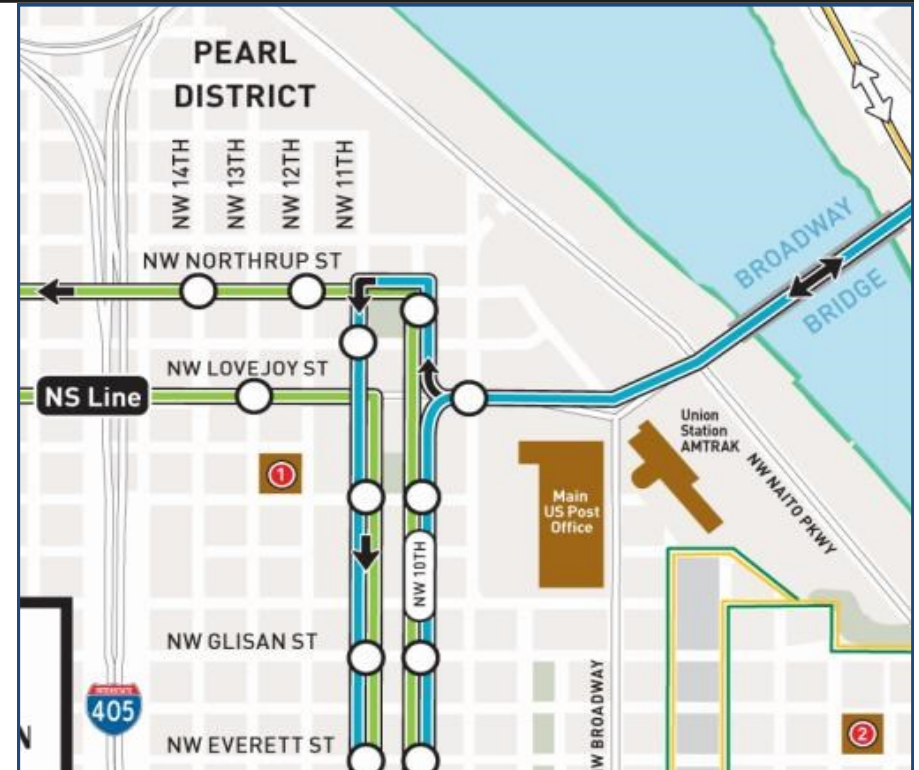 PEARL
DISTRICT
NW 14TH
NW 13TH
NW 12TH
NW 11TH
NW NORTHRUP ST
BROADWAY
BRIDGE
NW LOVEJOY ST
NS Line
Union
Station
AMTRAK
1
Main
US Post
Office
NW NAITO PKWY
NW 10TH
NW GLISAN ST
NW BROADWAY
INTERSTATE
405
N
NW EVERETT ST
2